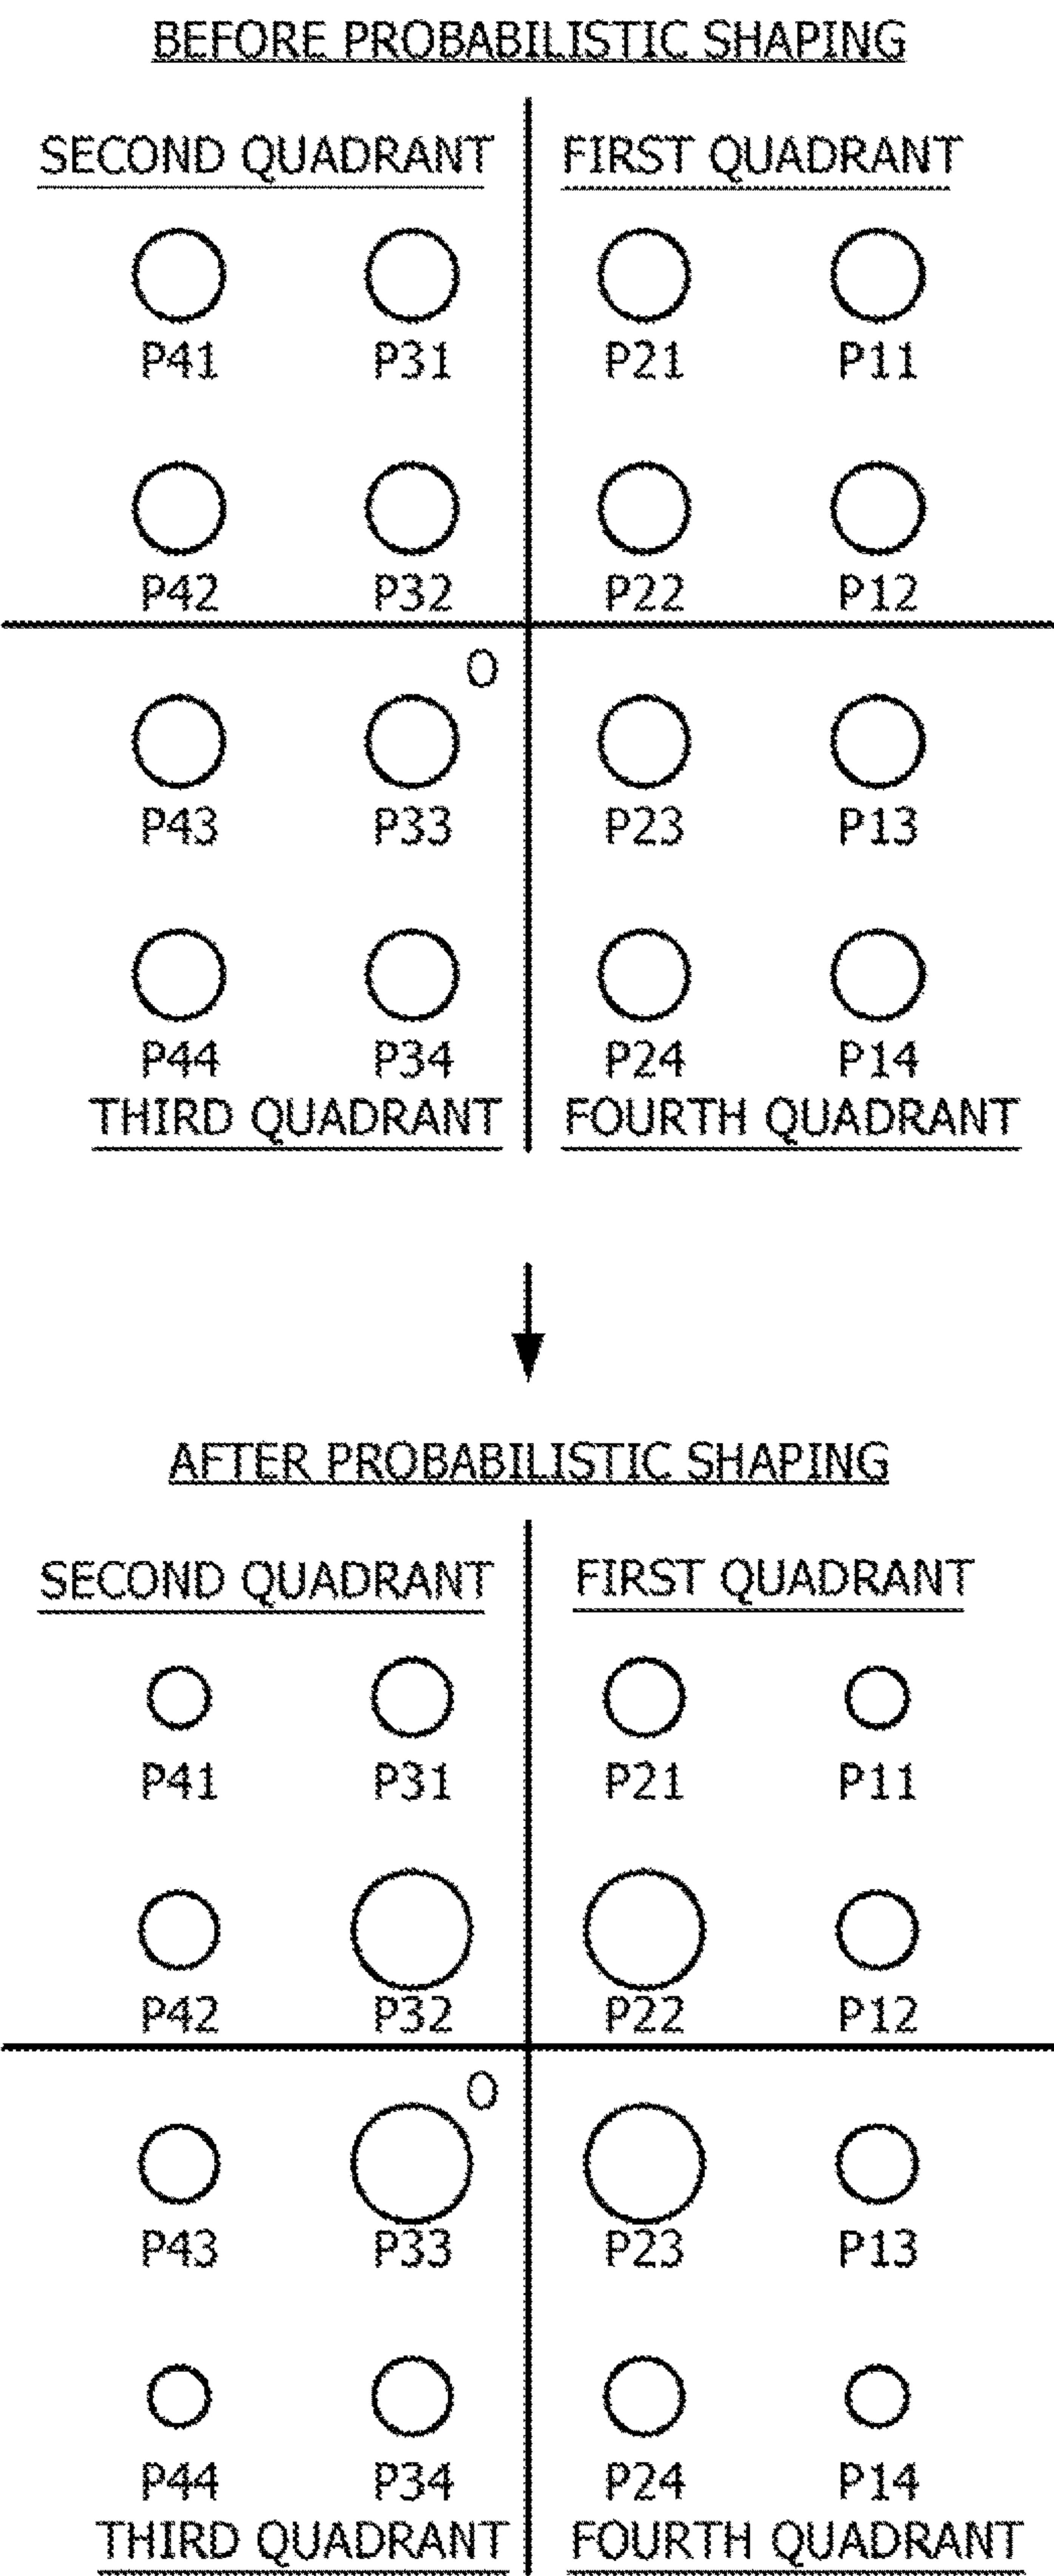 BEFORE PROBABILISTIC SHAPING
SECOND QUADRANT FIRST QUADRANT
P41 P31 P21 P11
P42 P32 P22 P12
O
P43 P33 P23 P13
P44 P34 P24 P14
THIRD QUADRANT FOURTH QUADRANT
AFTER PROBABILISTIC SHAPING
SECOND QUADRANT FIRST QUADRANT
P41 P31 P21 P11
P42 P32 P22 P12
O
P43 P33 P23 P13
P44 P34 P24 P14
THIRD QUADRANT FOURTH QUADRANT